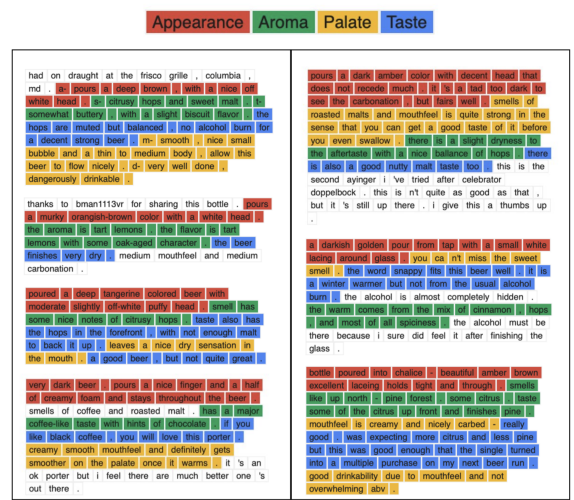 Appearance Aroma Palate Taste
had on draught at the frisco grille , columbia ,
md . a- pours a deep brown , with a nice off
white head . s- citrusy hops and sweet malt . t-
somewhat buttery , with a slight biscuit flavor . the
hops are muted but balanced , no alcohol burn for
a decent strong beer . m- smooth , nice small
bubble and a thin to medium body , allow this
beer to flow nicely . d- very well done ,
dangerously drinkable .
thanks to bman1113vr for sharing this bottle . pours
a murky orangish-brown color with a white head .
the aroma is tart lemons . the flavor is tart
lemons with some oak-aged character . the beer
finishes very dry . medium mouthfeel and medium
carbonation .
poured a deep tangerine colored beer with
moderate slightly off-white puffy head . smell has
some nice notes of citrusy hops . taste also has
the hops in the forefront , with not enough malt
to back it up . leaves a nice dry sensation in
the mouth . a good beer , but not quite great .
very dark beer . pours a nice finger and a half
of creamy foam and stays throughout the beer .
smells of coffee and roasted malt . has a major
coffee-like taste with hints of chocolate . if you
like black coffee , you will love this porter .
creamy smooth mouthfeel and definitely gets
smoother on the palate once it warms . it 's an
ok porter but i feel there are much better one 's
out there .
pours a dark amber color with decent head that
does not recede much . it 's a tad too dark to
see the carbonation , but fairs well . smells of
roasted malts and mouthfeel is quite strong in the
sense that you can get a good taste of it before
you even swallow . there is a slight dryness to
the aftertaste with a nice ballance of hops . there
is also a good nutty malt taste too . this is the
second ayinger i 've tried after celebrator
doppelbock . this is n't quite as good as that ,
but it 's still up there . i give this a thumbs up
.
a darkish golden pour from tap with a small white
lacing around glass . you ca n't miss the sweet
smell . the word snappy fits this beer well . it is
a winter warmer but not from the usual alcohol
burn . the alcohol is almost completely hidden .
the warm comes from the mix of cinnamon , hops
, and most of all spiciness . the alcohol must be
there because i sure did feel it after finishing the
glass .
bottle poured into chalice - beautiful amber brown
excellent laceing holds tight and through . smells
like up north - pine forest . some citrus . taste
some of the citrus up front and finishes pine .
mouthfeel is creamy and nicely carbed - really
good . was expecting more citrus and less pine
but this was good enough that the single turned
into a multiple purchase on my next beer run .
good drinkability due to mouthfeel and not
overwhelming abv .